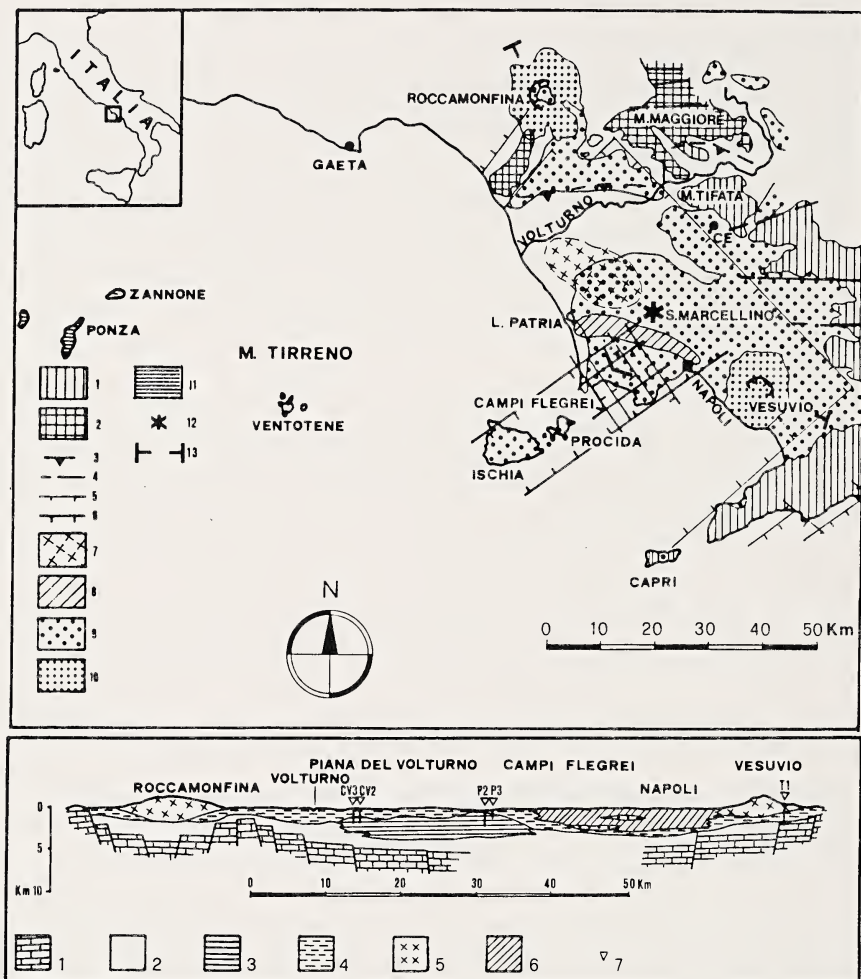 ITALIA
ROCCAMONFINA
M. MAGGIORE
GAETA
M. TIFATA
VOLTURNO
CE
ZANNONE
PONZA
S. MARCELLINO
L. PATRIA
M. TIRRENO
VENTOTENE
CAMPI FLEGREI
NAPOLI
VESUVIO
PROCIDA
ISCHIA
CAPRI
1
2
3
4
5
6
7
8
9
10
11
12
13
N
0 10 20 30 40 50 Km
PIANA DEL VOLTURNO CAMPI FLEGREI VESUVIO
ROCCAMONFINA VOLTURNO NAPOLI
CV3 CV2 P2 P3 T1
0
5
Km 10
0 10 20 30 40 50 Km
1 2 3 4 5 6 7